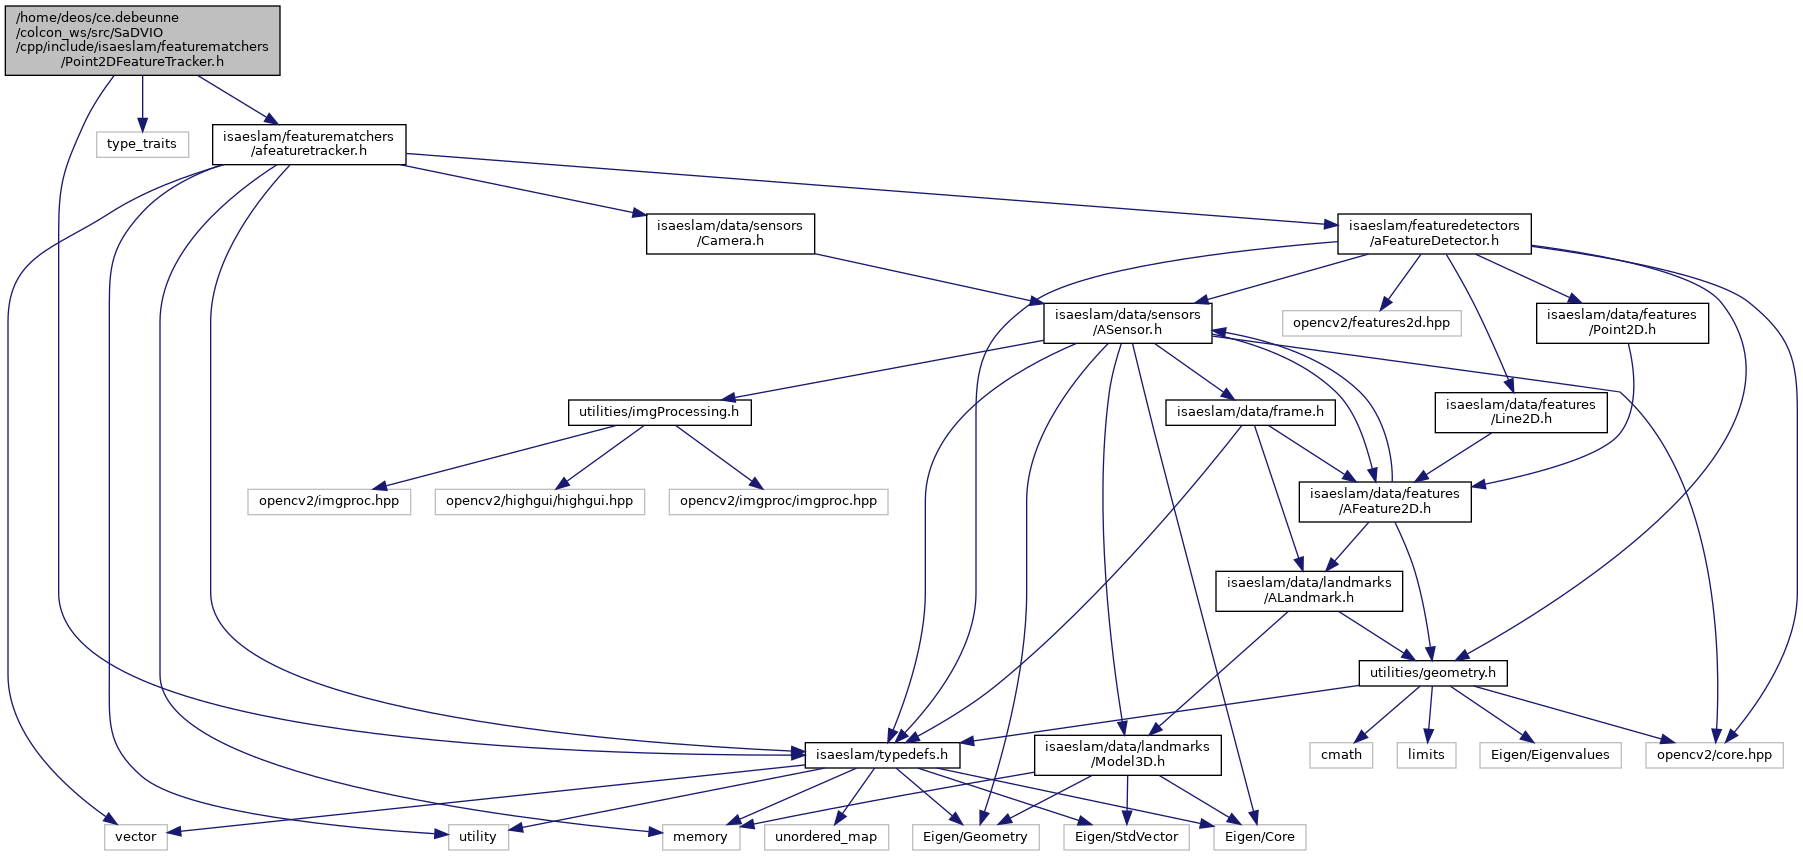 /home/deos/ce.debeunne
/colcon_ws/src/SaDVIO
/cpp/include/isaeslam/featurematchers
/Point2DFeatureTracker.h
type_traits
isaeslam/featurematchers
/afeaturetracker.h
isaeslam/data/sensors
/Camera.h
isaeslam/featuredetectors
/aFeatureDetector.h
isaeslam/data/sensors
/ASensor.h
opencv2/features2d.hpp
isaeslam/data/features
/Point2D.h
utilities/imgProcessing.h
isaeslam/data/frame.h
isaeslam/data/features
/Line2D.h
opencv2/imgproc.hpp
opencv2/highgui/highgui.hpp
opencv2/imgproc/imgproc.hpp
isaeslam/data/features
/AFeature2D.h
isaeslam/data/landmarks
/ALandmark.h
utilities/geometry.h
isaeslam/typedefs.h
isaeslam/data/landmarks
/Model3D.h
cmath
limits
Eigen/Eigenvalues
opencv2/core.hpp
vector
utility
memory
unordered_map
Eigen/Geometry
Eigen/StdVector
Eigen/Core